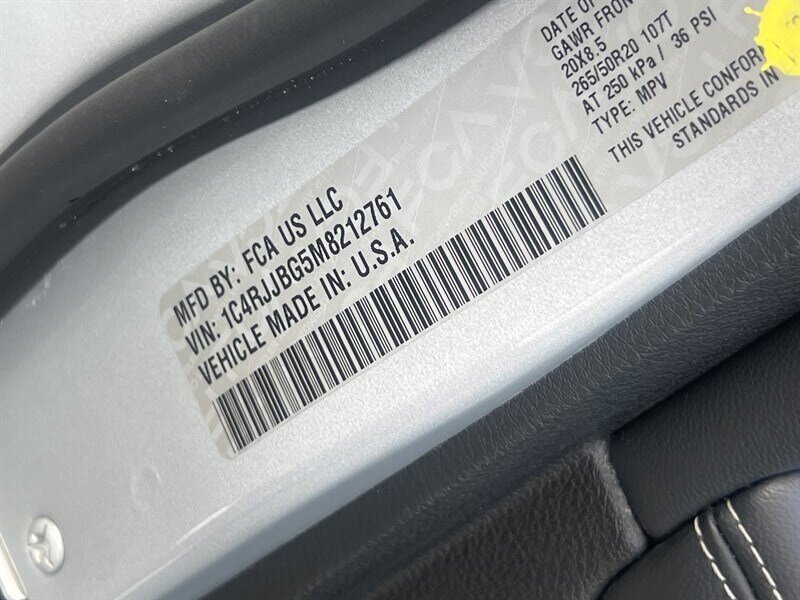 MFD BY: FCA US LLC
VIN: 1C4RJJBG5M8212761
VEHICLE MADE IN: U.S.A.
DATE OF
GAWR FRON
20X8.5
265/50R20 107T
AT 250 kPa / 36 PSI
TYPE: MPV
THIS VEHICLE CONFOR
STANDARDS IN